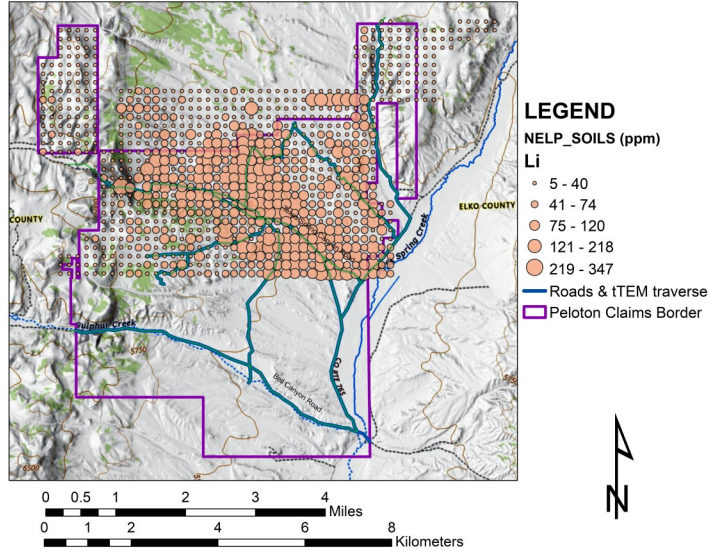 LEGEND
NELP_SOILS (ppm)
Li
5 - 40
41 - 74
75 - 120
121 - 218
219 - 347
Roads & tTEM traverse
Peloton Claims Border
COUNTY
ELKO COUNTY
Spring Creek
Sulphur Creek
5750
Bell Canyon Road
Co Rte 765
6500
0 0.5 1 2 3 4
Miles
0 1 2 4 6 8
Kilometers
N